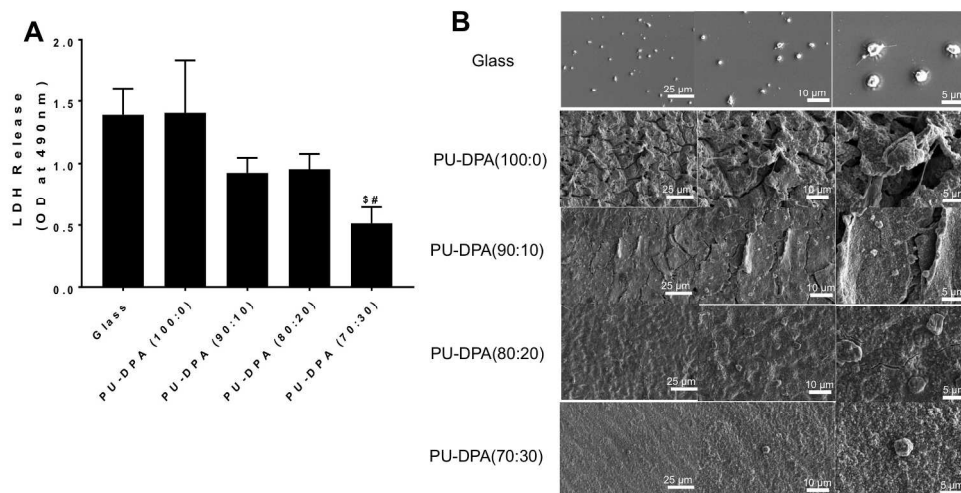 A
LDH Release
(OD at 490nm)
2.0
1.5
1.0
0.5
0.0
$ #
Glass
PU-DPA (100:0)
PU-DPA (90:10)
PU-DPA (80:20)
PU-DPA (70:30)
B
Glass
25 µm
10 µm
5 µm
PU-DPA(100:0)
25 µm
10 µm
5 µm
PU-DPA(90:10)
25 µm
10 µm
5 µm
PU-DPA(80:20)
25 µm
10 µm
5 µm
PU-DPA(70:30)
25 µm
10 µm
5 µm